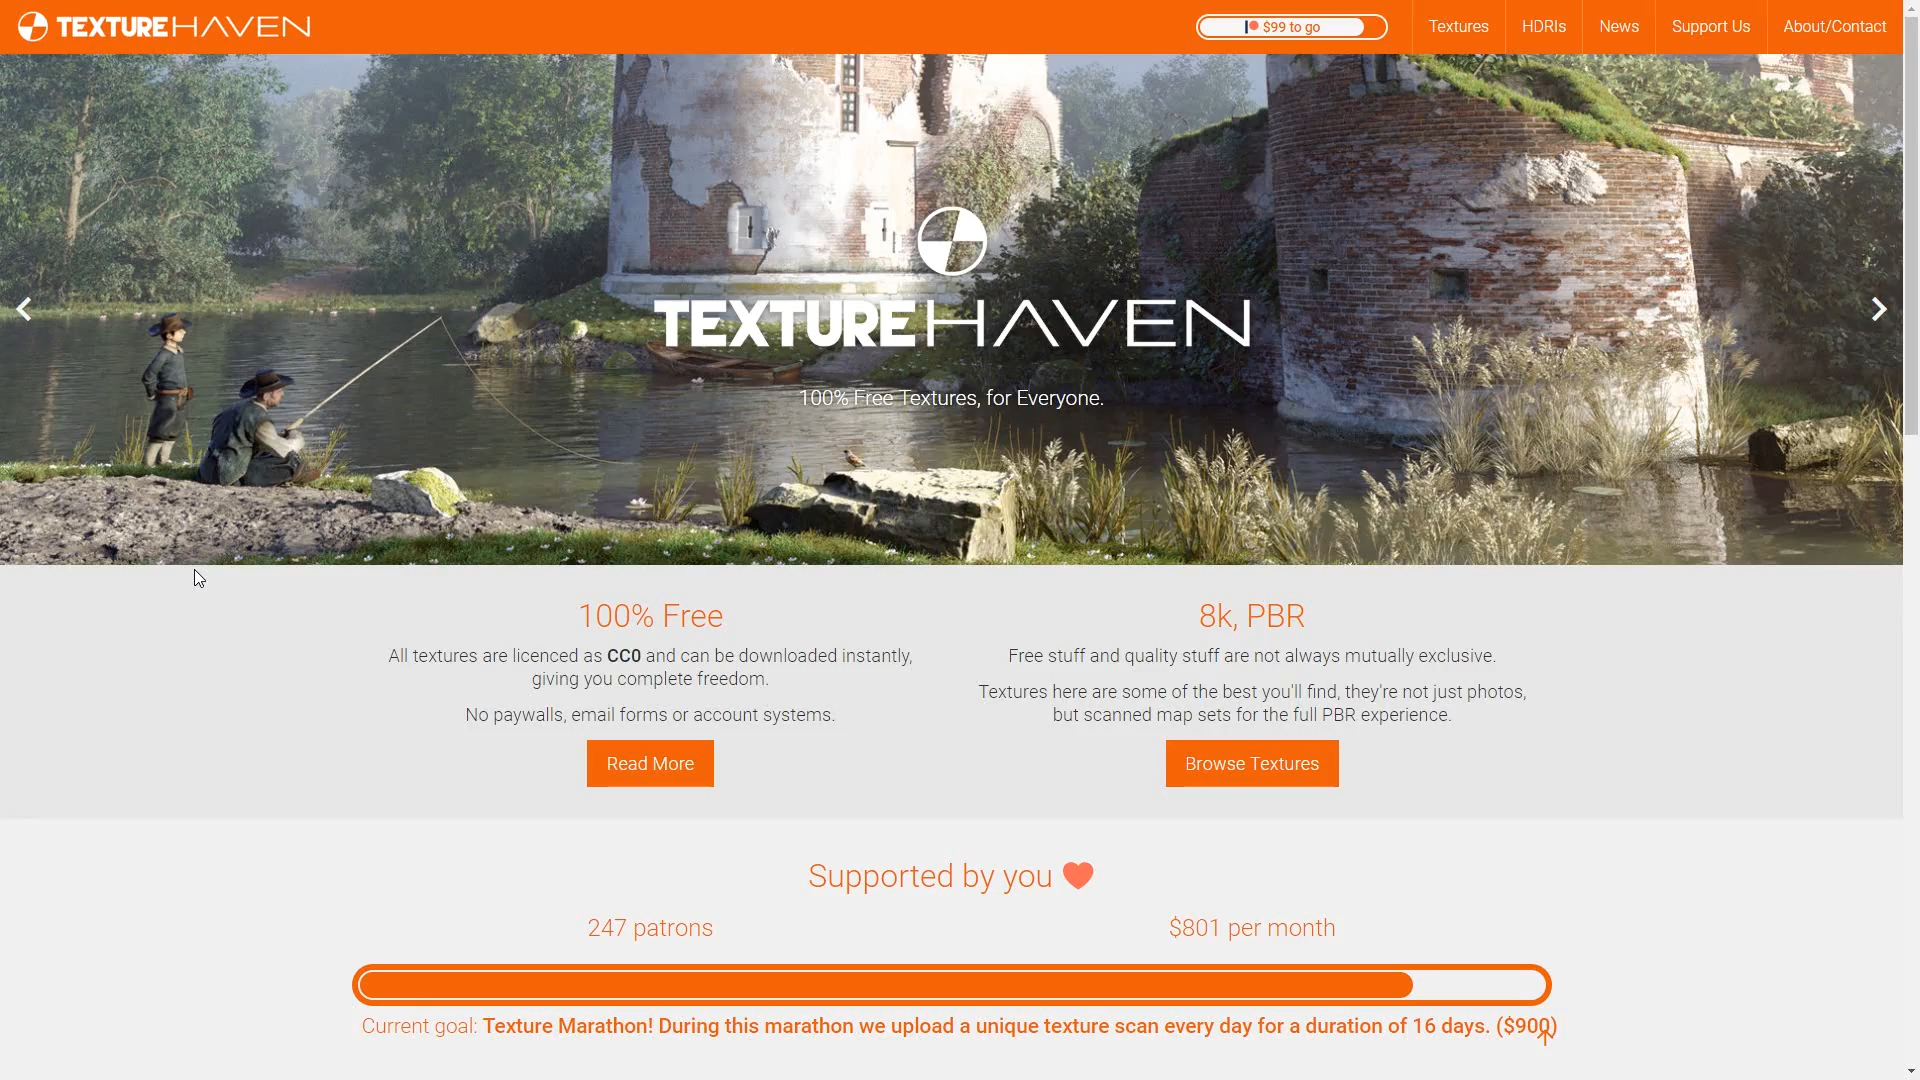 TEXTURE HAVEN
$99 to go
Textures
HDRIs
News
Support Us
About/Contact
TEXTURE HAVEN
100% Free Textures, for Everyone.
100% Free
All textures are licenced as CC0 and can be downloaded instantly,
giving you complete freedom.
No paywalls, email forms or account systems.
Read More
8k, PBR
Free stuff and quality stuff are not always mutually exclusive.
Textures here are some of the best you'll find, they're not just photos,
but scanned map sets for the full PBR experience.
Browse Textures
Supported by you
247 patrons
$801 per month
Current goal: Texture Marathon! During this marathon we upload a unique texture scan every day for a duration of 16 days. ($900)